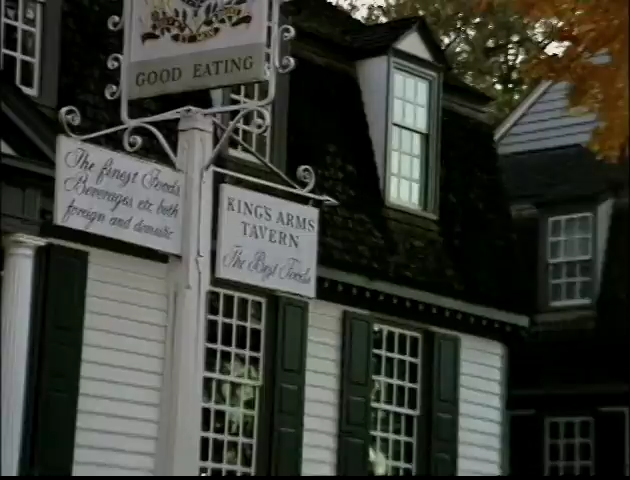 GOOD EATING
The finest Foods
Beverages etc both
foreign and domestic
KING'S ARMS
TAVERN
The Best Foods